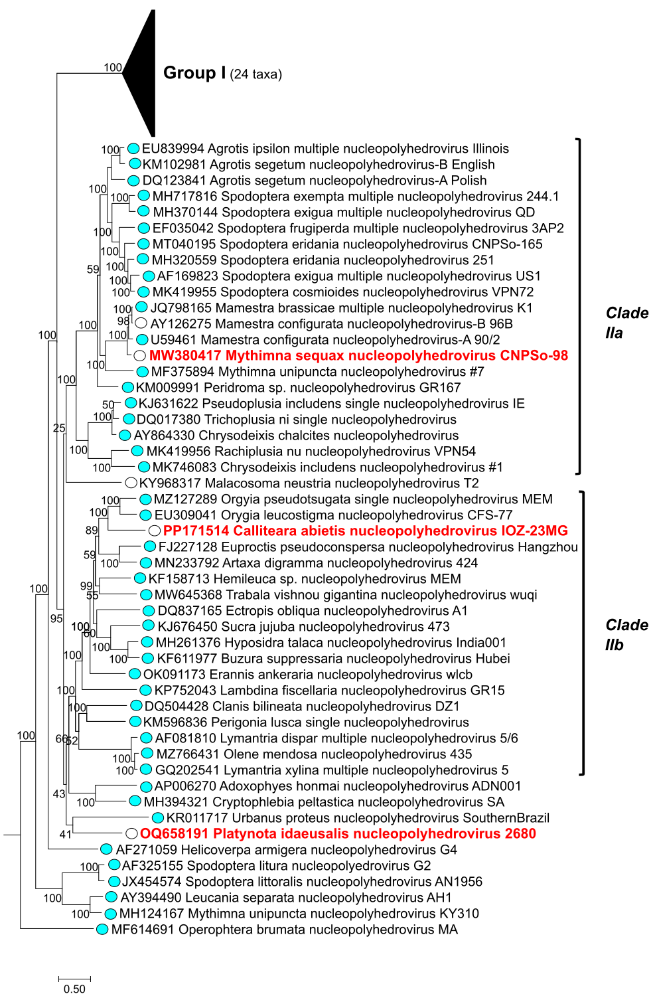 100
Group I (24 taxa)
100
EU839994 Agrotis ipsilon multiple nucleopolyhedrovirus Illinois
KM102981 Agrotis segetum nucleopolyhedrovirus-B English
DQ123841 Agrotis segetum nucleopolyhedrovirus-A Polish
100
100
MH717816 Spodoptera exempta multiple nucleopolyhedrovirus 244.1
MH370144 Spodoptera exigua multiple nucleopolyhedrovirus QD
100
EF035042 Spodoptera frugiperda multiple nucleopolyhedrovirus 3AP2
100
MT040195 Spodoptera eridania nucleopolyhedrovirus CNPSo-165
100
MH320559 Spodoptera eridania nucleopolyhedrovirus 251
59
100
AF169823 Spodoptera exigua multiple nucleopolyhedrovirus US1
100
MK419955 Spodoptera cosmioides nucleopolyhedrovirus VPN72
100
JQ798165 Mamestra brassicae multiple nucleopolyhedrovirus K1
98
AY126275 Mamestra configurata nucleopolyhedrovirus-B 96B
Clade
IIa
100
100
100
U59461 Mamestra configurata nucleopolyhedrovirus-A 90/2
MW380417 Mythimna sequax nucleopolyhedrovirus CNPSo-98
100
MF375894 Mythimna unipuncta nucleopolyhedrovirus #7
100
KM009991 Peridroma sp. nucleopolyhedrovirus GR167
50
KJ631622 Pseudoplusia includens single nucleopolyhedrovirus IE
100
DQ017380 Trichoplusia ni single nucleopolyhedrovirus
25
AY864330 Chrysodeixis chalcites nucleopolyhedrovirus
100
MK419956 Rachiplusia nu nucleopolyhedrovirus VPN54
100
MK746083 Chrysodeixis includens nucleopolyhedrovirus #1
KY968317 Malacosoma neustria nucleopolyhedrovirus T2
100
MZ127289 Orgyia pseudotsugata single nucleopolyhedrovirus MEM
100
EU309041 Orygia leucostigma nucleopolyhedrovirus CFS-77
89
PP171514 Calliteara abietis nucleopolyhedrovirus IOZ-23MG
59
FJ227128 Euproctis pseudoconspersa nucleopolyhedrovirus Hangzhou
100
MN233792 Artaxa digramma nucleopolyhedrovirus 424
99
KF158713 Hemileuca sp. nucleopolyhedrovirus MEM
100
55
MW645368 Trabala vishnou gigantina nucleopolyhedrovirus wuqi
95
DQ837165 Ectropis obliqua nucleopolyhedrovirus A1
100
60
KJ676450 Sucra jujuba nucleopolyhedrovirus 473
Clade
IIb
100
MH261376 Hyposidra talaca nucleopolyhedrovirus India001
100
100
KF611977 Buzura suppressaria nucleopolyhedrovirus Hubei
OK091173 Erannis ankeraria nucleopolyhedrovirus wlcb
100
KP752043 Lambdina fiscellaria nucleopolyhedrovirus GR15
100
DQ504428 Clanis bilineata nucleopolyhedrovirus DZ1
KM596836 Perigonia lusca single nucleopolyhedrovirus
100
66
52
AF081810 Lymantria dispar multiple nucleopolyhedrovirus 5/6
100
MZ766431 Olene mendosa nucleopolyhedrovirus 435
100
GQ202541 Lymantria xylina multiple nucleopolyhedrovirus 5
43
AP006270 Adoxophyes honmai nucleopolyhedrovirus ADN001
100
MH394321 Cryptophlebia peltastica nucleopolyhedrovirus SA
KR011717 Urbanus proteus nucleopolyhedrovirus SouthernBrazil
41
OQ658191 Platynota idaeusalis nucleopolyhedrovirus 2680
AF271059 Helicoverpa armigera nucleopolyhedrovirus G4
100
AF325155 Spodoptera litura nucleopolyedrovirus G2
JX454574 Spodoptera littoralis nucleopolyhedrovirus AN1956
100
AY394490 Leucania separata nucleopolyhedrovirus AH1
100
MH124167 Mythimna unipuncta nucleopolyhedrovirus KY310
MF614691 Operophtera brumata nucleopolyhedrovirus MA
0.50